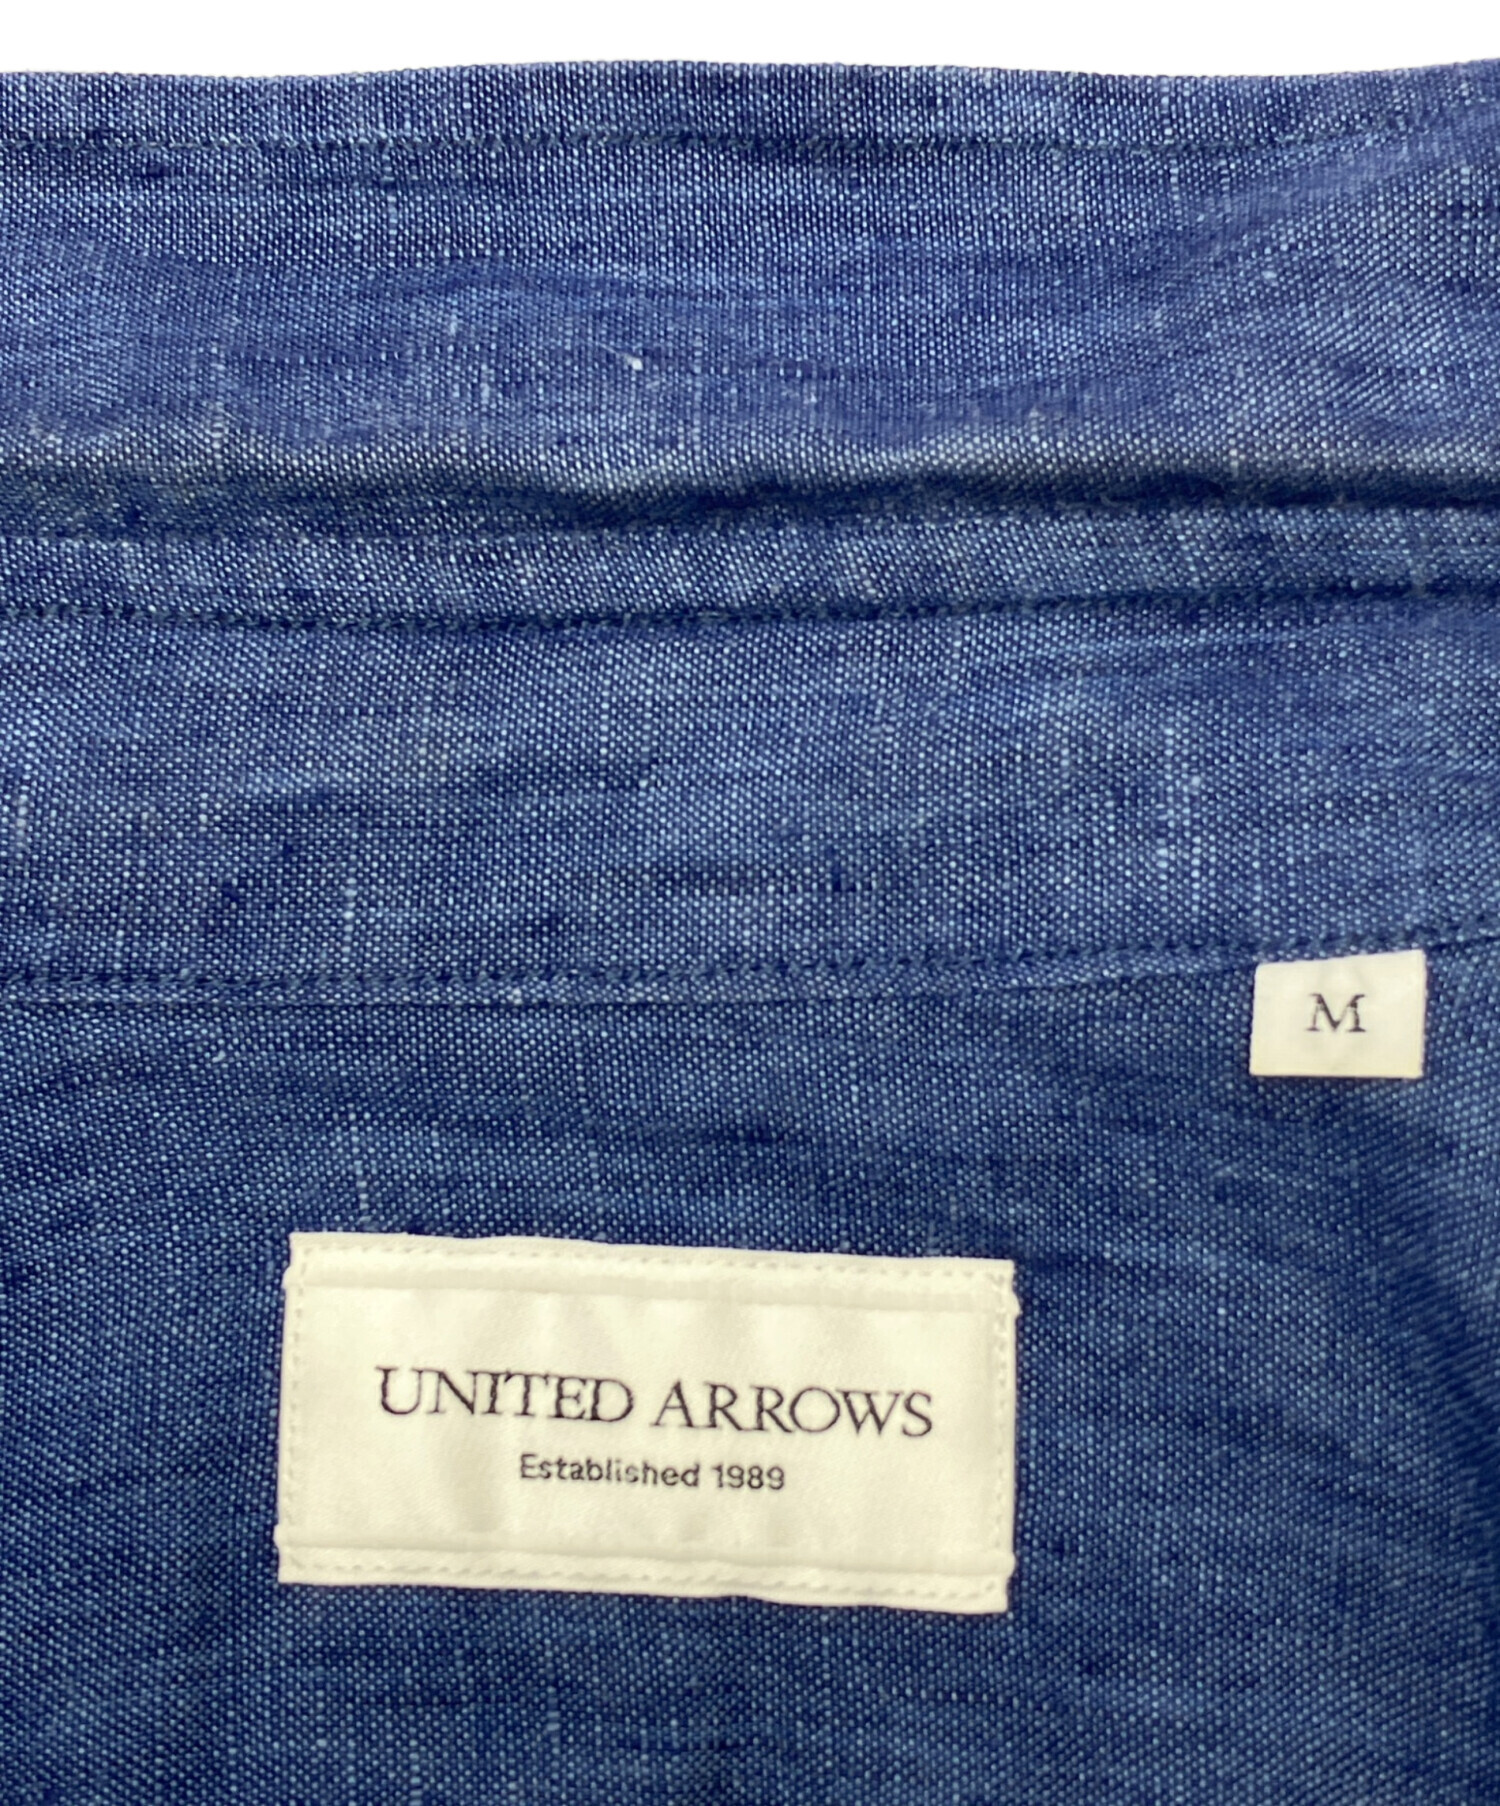 M
UNITED ARROWS
Established 1989